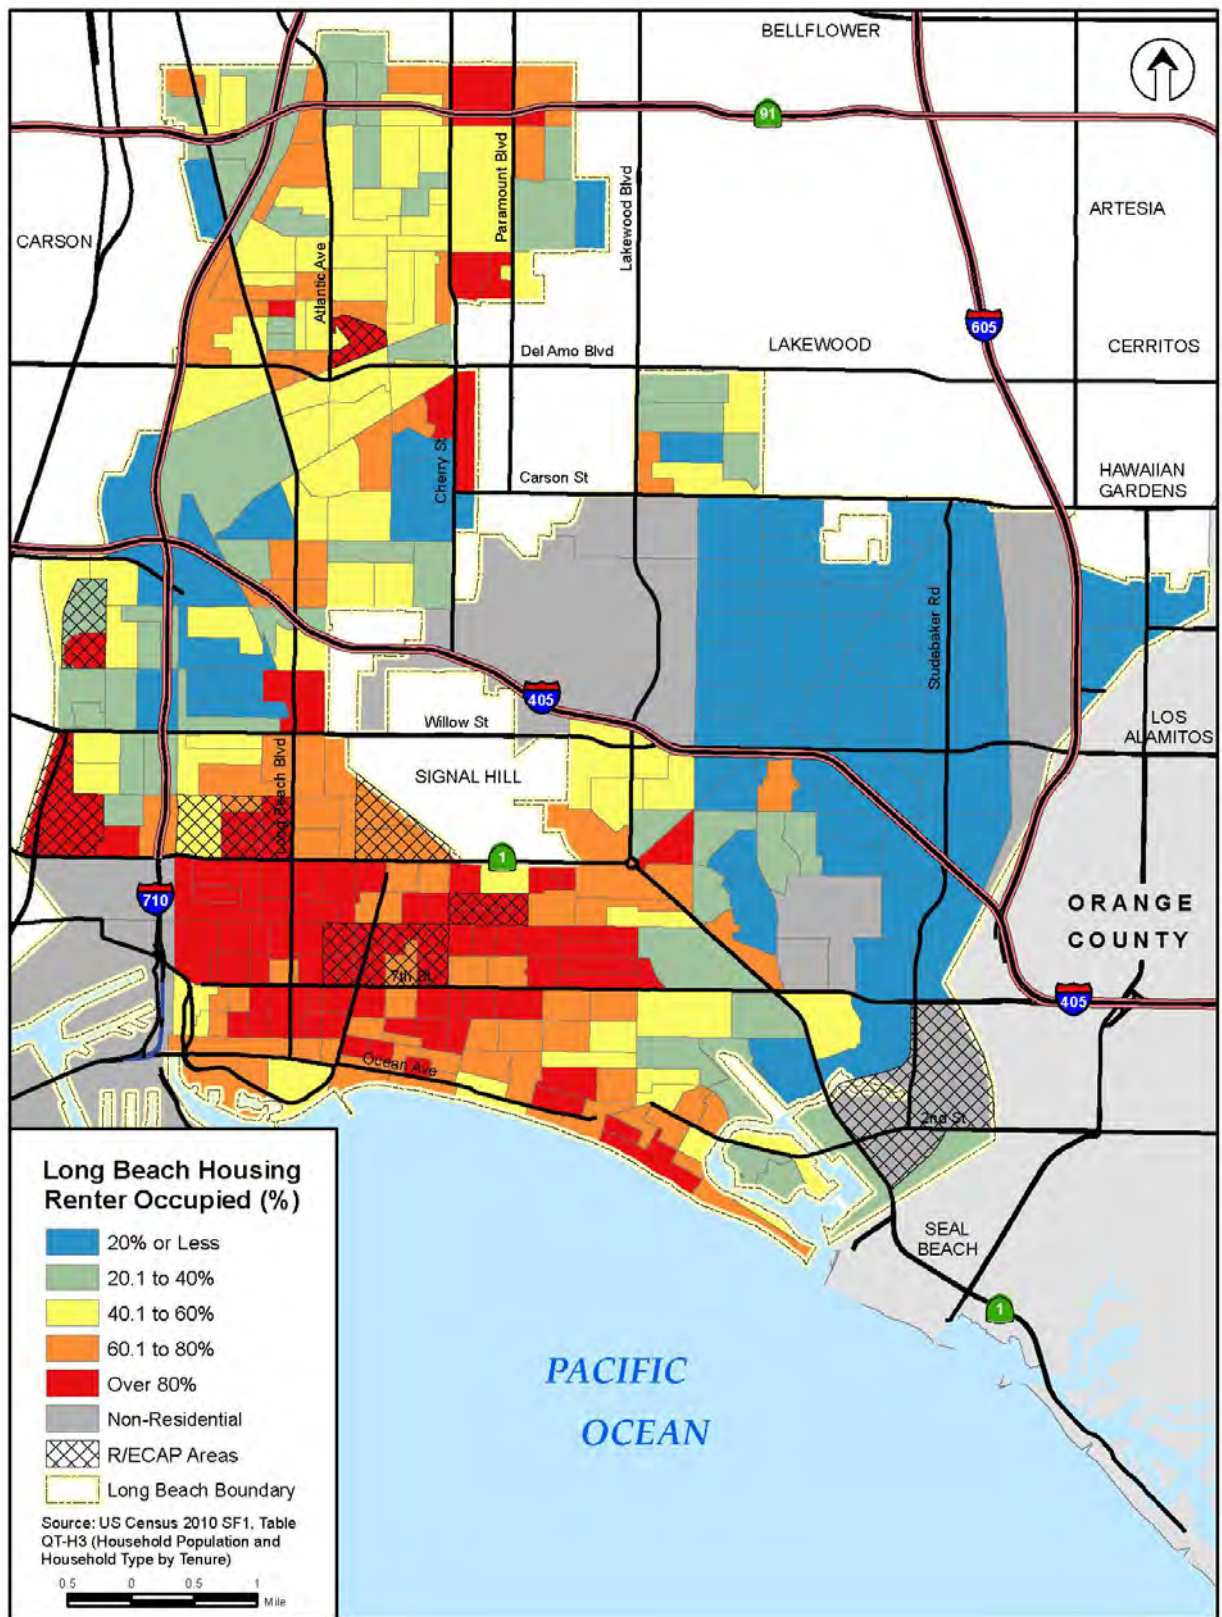 BELLFLOWER
91
Paramount Blvd
Lakewood Blvd
ARTESIA
CARSON
Atlantic Ave
605
Del Amo Blvd
LAKEWOOD
CERRITOS
Cherry St
Carson St
HAWAIIAN
GARDENS
Studebaker Rd
405
Willow St
LOS
ALAMITOS
SIGNAL HILL
Long Beach Blvd
1
710
ORANGE
COUNTY
7th St
405
Ocean Ave
2nd St
SEAL
BEACH
1
PACIFIC
OCEAN
Long Beach Housing
Renter Occupied (%)
20% or Less
20.1 to 40%
40.1 to 60%
60.1 to 80%
Over 80%
Non-Residential
R/ECAP Areas
Long Beach Boundary
Source: US Census 2010 SF1, Table
QT-H3 (Household Population and
Household Type by Tenure)
0.5 0 0.5 1
Mile